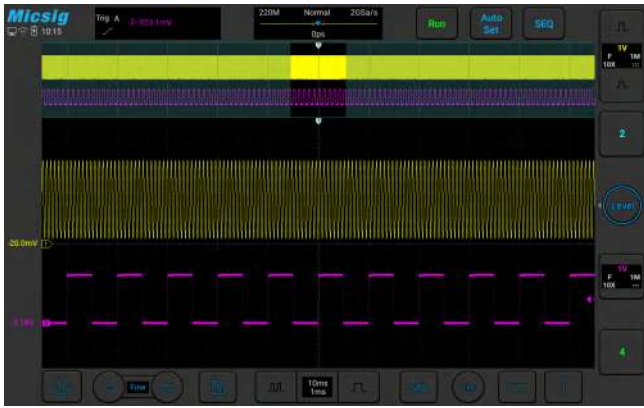 Micsig
10:15
Trig A
220M Normal 2GSa/s
0ps
Run
Auto
Set
SEQ
1V
F 1M
10X
2
Level
-20.0mV
1V
F 1M
10X
4
Fine
10ms
1ms